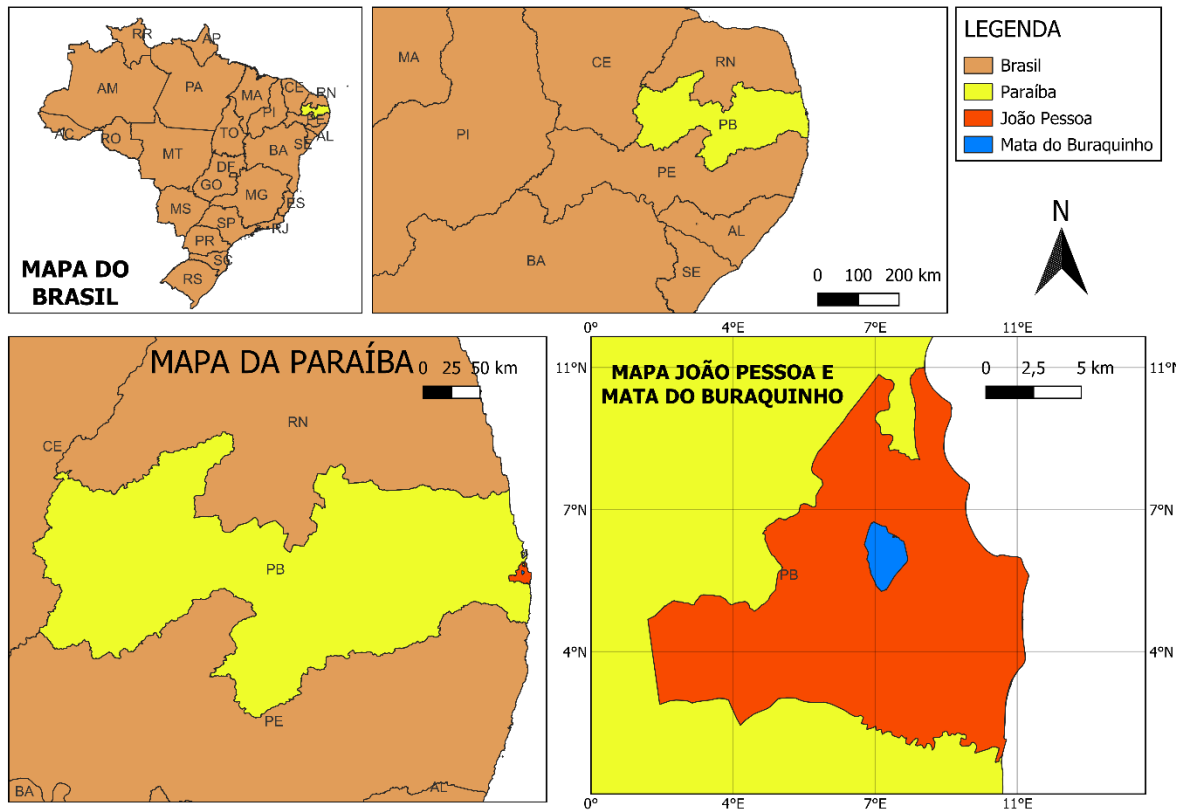 RR
AP
AM
PA
MA
CE
RN
PI
PE
AC
RO
TO
AL
SE
MT
BA
DF
GO
MG
MS
ES
SP
RJ
PR
SC
RS
MAPA DO
BRASIL
MA
CE
RN
PB
PI
PE
AL
BA
SE
0 100 200 km
LEGENDA
Brasil
Paraíba
João Pessoa
Mata do Buraquinho
N
MAPA DA PARAÍBA
0 25 50 km
RN
CE
PB
PE
BA
AL
0° 4°E 7°E 11°E
MAPA JOÃO PESSOA E
MATA DO BURAQUINHO
0 2,5 5 km
11°N 11°N
7°N 7°N
PB
4°N 4°N
0° 4°E 7°E 11°E